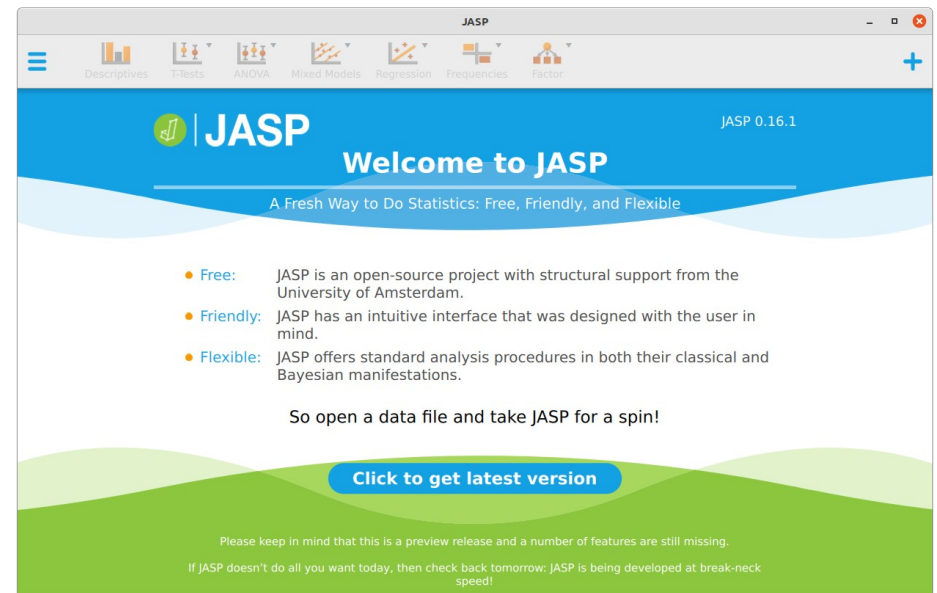 JASP
Descriptives T-Tests ANOVA Mixed Models Regression Frequencies Factor
JASP
JASP 0.16.1
Welcome to JASP
A Fresh Way to Do Statistics: Free, Friendly, and Flexible
Free: JASP is an open-source project with structural support from the
University of Amsterdam.
Friendly: JASP has an intuitive interface that was designed with the user in
mind.
Flexible: JASP offers standard analysis procedures in both their classical and
Bayesian manifestations.
So open a data file and take JASP for a spin!
Click to get latest version
Please keep in mind that this is a preview release and a number of features are still missing.
If JASP doesn't do all you want today, then check back tomorrow: JASP is being developed at break-neck
speed!